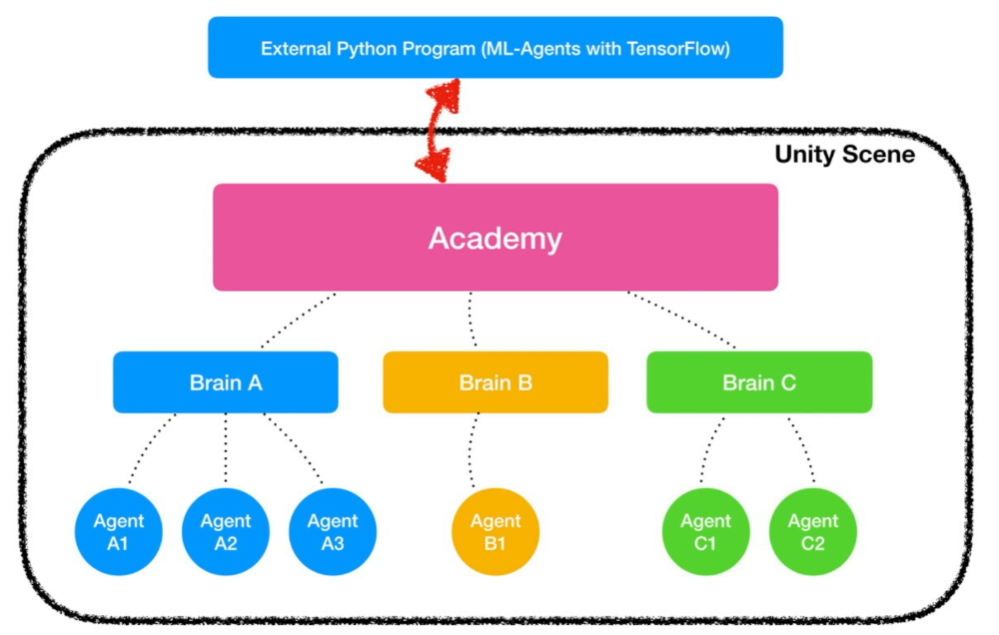 External Python Program (ML-Agents with TensorFlow)
Unity Scene
Academy
Brain A
Brain B
Brain C
Agent
A1
Agent
A2
Agent
A3
Agent
B1
Agent
C1
Agent
C2